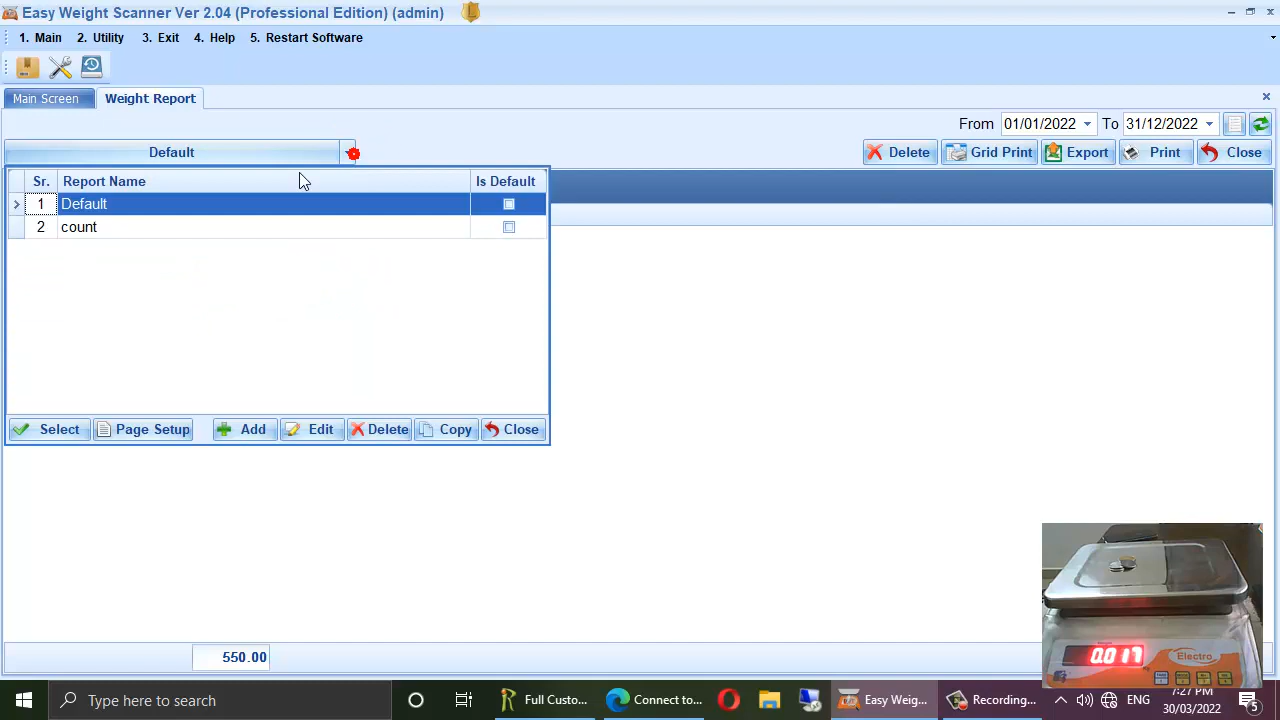 Easy Weight Scanner Ver 2.04 (Professional Edition) (admin)
1. Main 2. Utility 3. Exit 4. Help 5. Restart Software
Main Screen Weight Report
From 01/01/2022 To 31/12/2022
Default
Delete Grid Print Export Print Close
Sr. Report Name Is Default
1 Default
2 count
Select Page Setup Add Edit Delete Copy Close
550.00
0.017
Electro
Type here to search
Full Custo...
Connect to...
Easy Weig...
Recording...
ENG
7:27 PM
30/03/2022
5